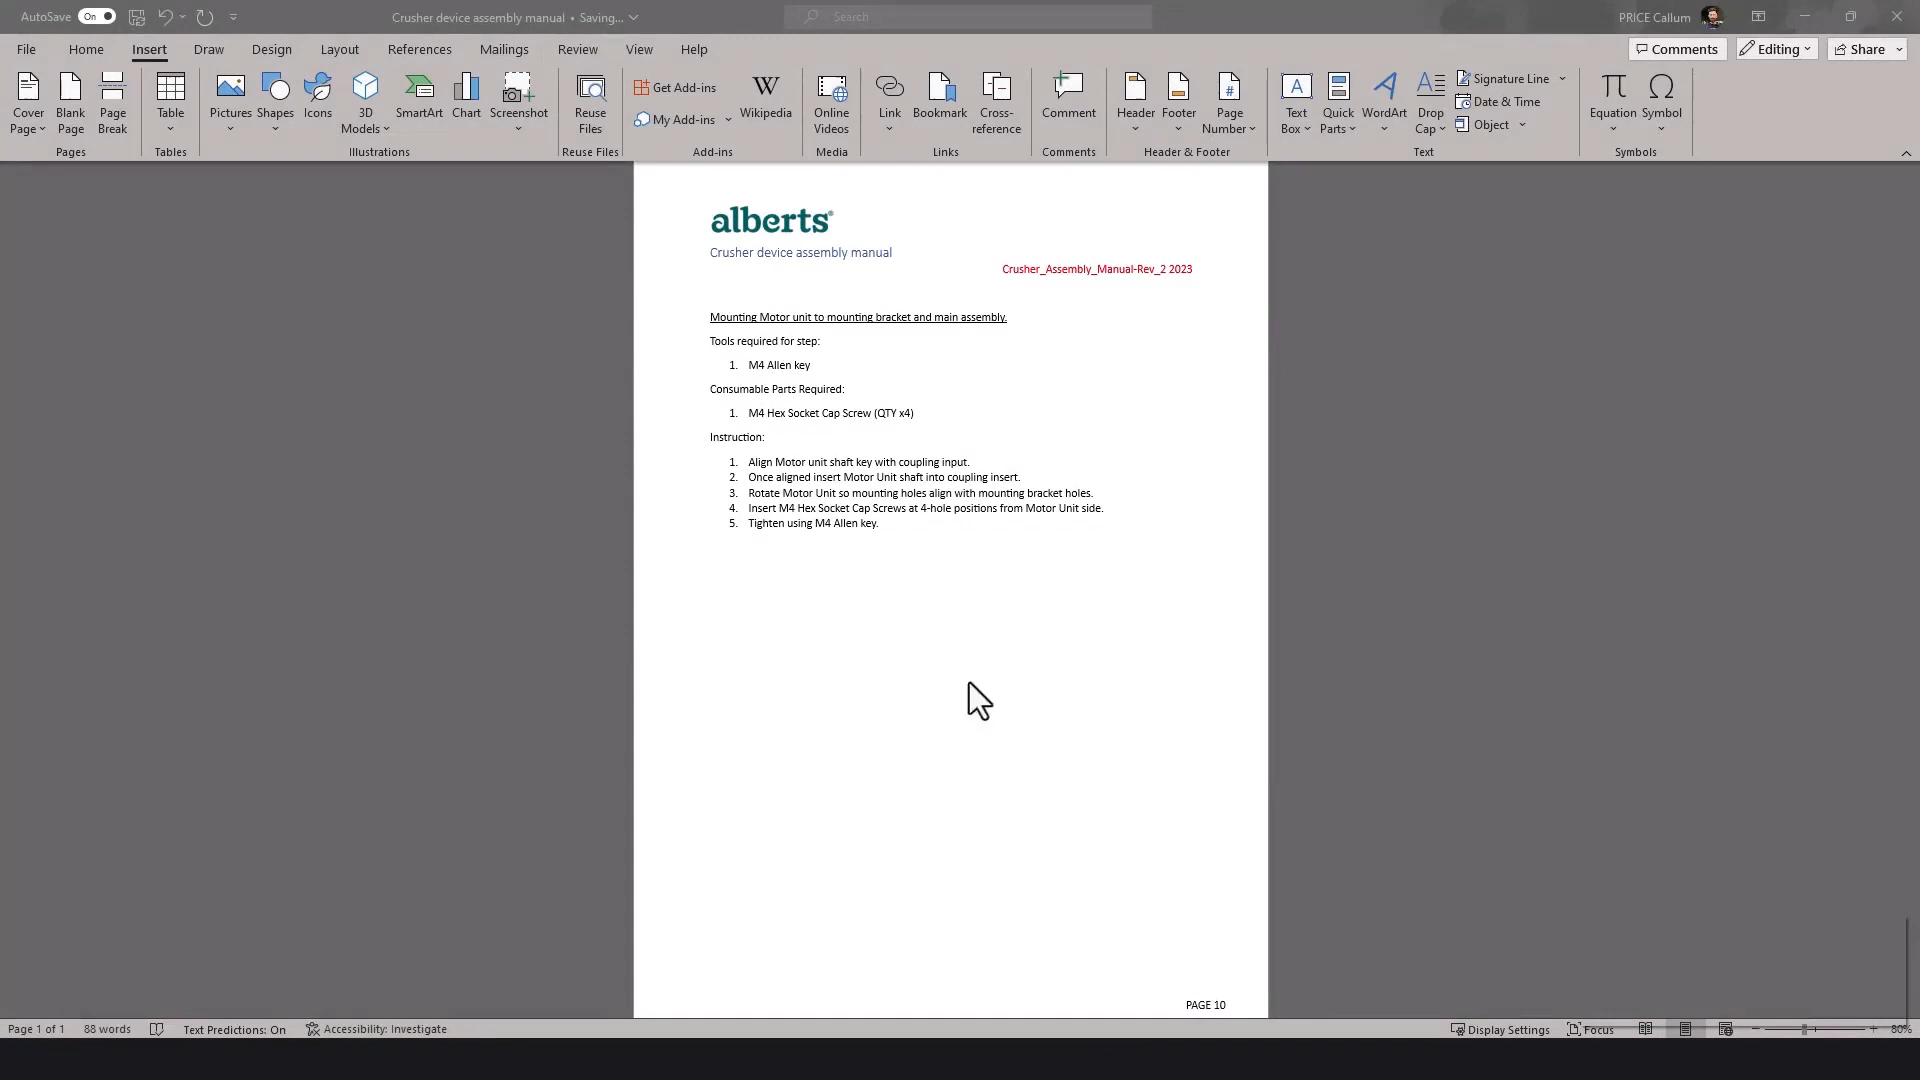 AutoSave On Crusher device assembly manual • Saving... Search PRICE Callum
File Home Insert Draw Design Layout References Mailings Review View Help Comments Editing Share
Cover Page
Blank Page
Page Break
Pages
Table
Tables
Pictures
Shapes
Icons
3D Models
SmartArt
Chart
Screenshot
Illustrations
Reuse Files
Reuse Files
Get Add-ins
My Add-ins
Wikipedia
Add-ins
Online Videos
Media
Link
Bookmark
Cross-reference
Links
Comment
Comments
Header
Footer
Page Number
Header & Footer
Text Box
Quick Parts
WordArt
Drop Cap
Signature Line
Date & Time
Object
Text
Equation
Symbol
Symbols
alberts®
Crusher device assembly manual
Crusher_Assembly_Manual-Rev_2 2023
Mounting Motor unit to mounting bracket and main assembly.
Tools required for step:
1. M4 Allen key
Consumable Parts Required:
1. M4 Hex Socket Cap Screw (QTY x4)
Instruction:
1. Align Motor unit shaft key with coupling input.
2. Once aligned insert Motor Unit shaft into coupling insert.
3. Rotate Motor Unit so mounting holes align with mounting bracket holes.
4. Insert M4 Hex Socket Cap Screws at 4-hole positions from Motor Unit side.
5. Tighten using M4 Allen key.
PAGE 10
Page 1 of 1 88 words Text Predictions: On Accessibility: Investigate Display Settings Focus 80%